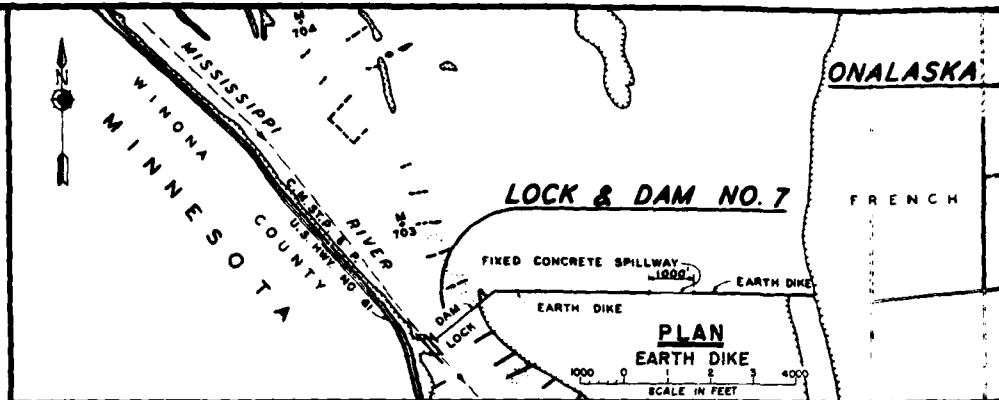 M
704
N
MISSISSIPPI
RIVER
WINONA
COUNTY
MINNESOTA
C. M. ST. P. & P.
U. S. HWY. NO. 61
M
703
ONALASKA
LOCK & DAM NO. 7
FRENCH
FIXED CONCRETE SPILLWAY
1000'
EARTH DIKE
EARTH DIKE
DAM
LOCK
PLAN
EARTH DIKE
1000 0 1 2 3 4000
SCALE IN FEET